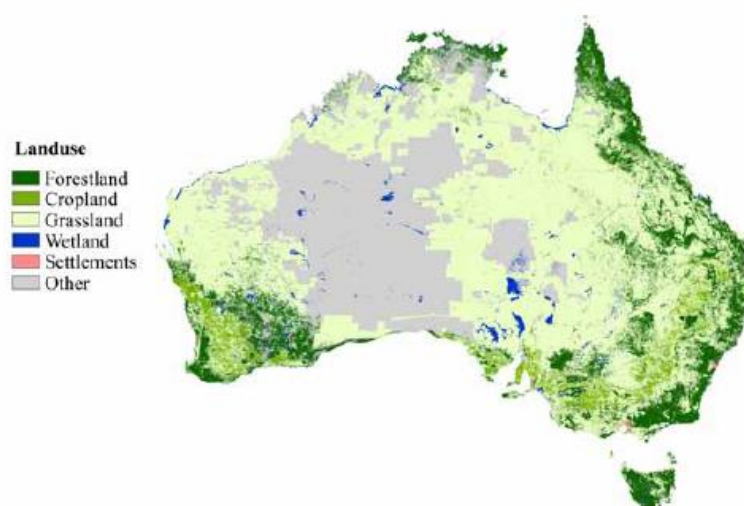 Landuse
Forestland
Cropland
Grassland
Wetland
Settlements
Other